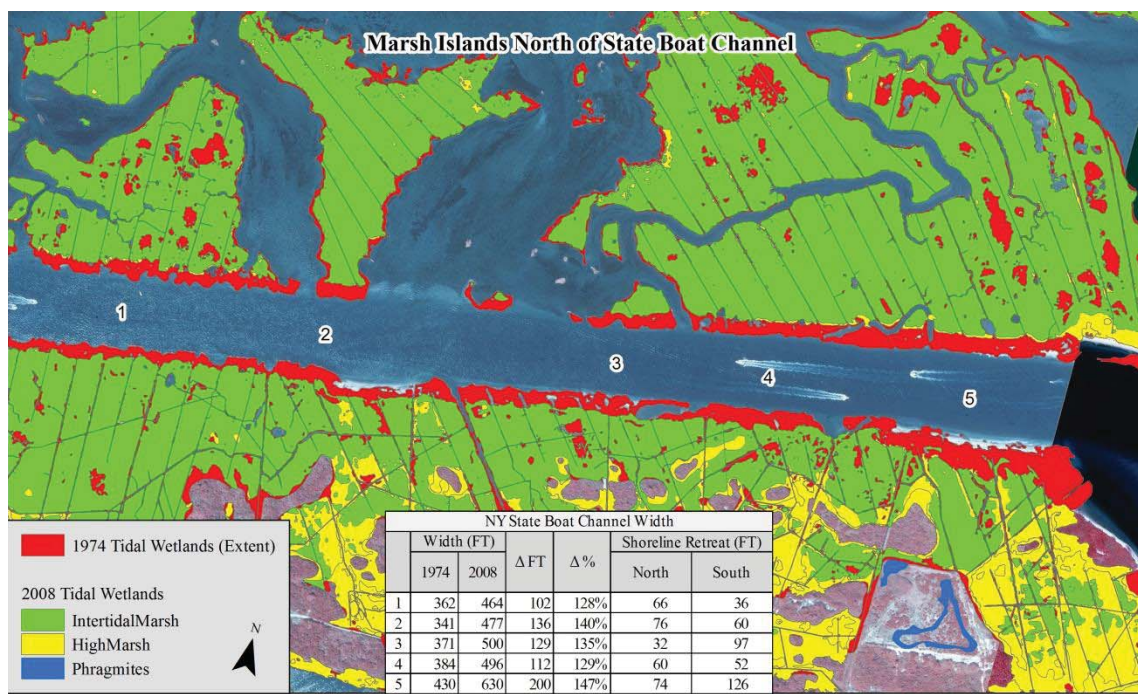 Marsh Islands North of State Boat Channel
1
2
3
4
5
1974 Tidal Wetlands (Extent)
2008 Tidal Wetlands
IntertidalMarsh
HighMarsh
Phragmites
N
NY State Boat Channel Width
Width (FT) Δ FT Δ % Shoreline Retreat (FT)
1974 2008 North South
1 362 464 102 128% 66 36
2 341 477 136 140% 76 60
3 371 500 129 135% 32 97
4 384 496 112 129% 60 52
5 430 630 200 147% 74 126